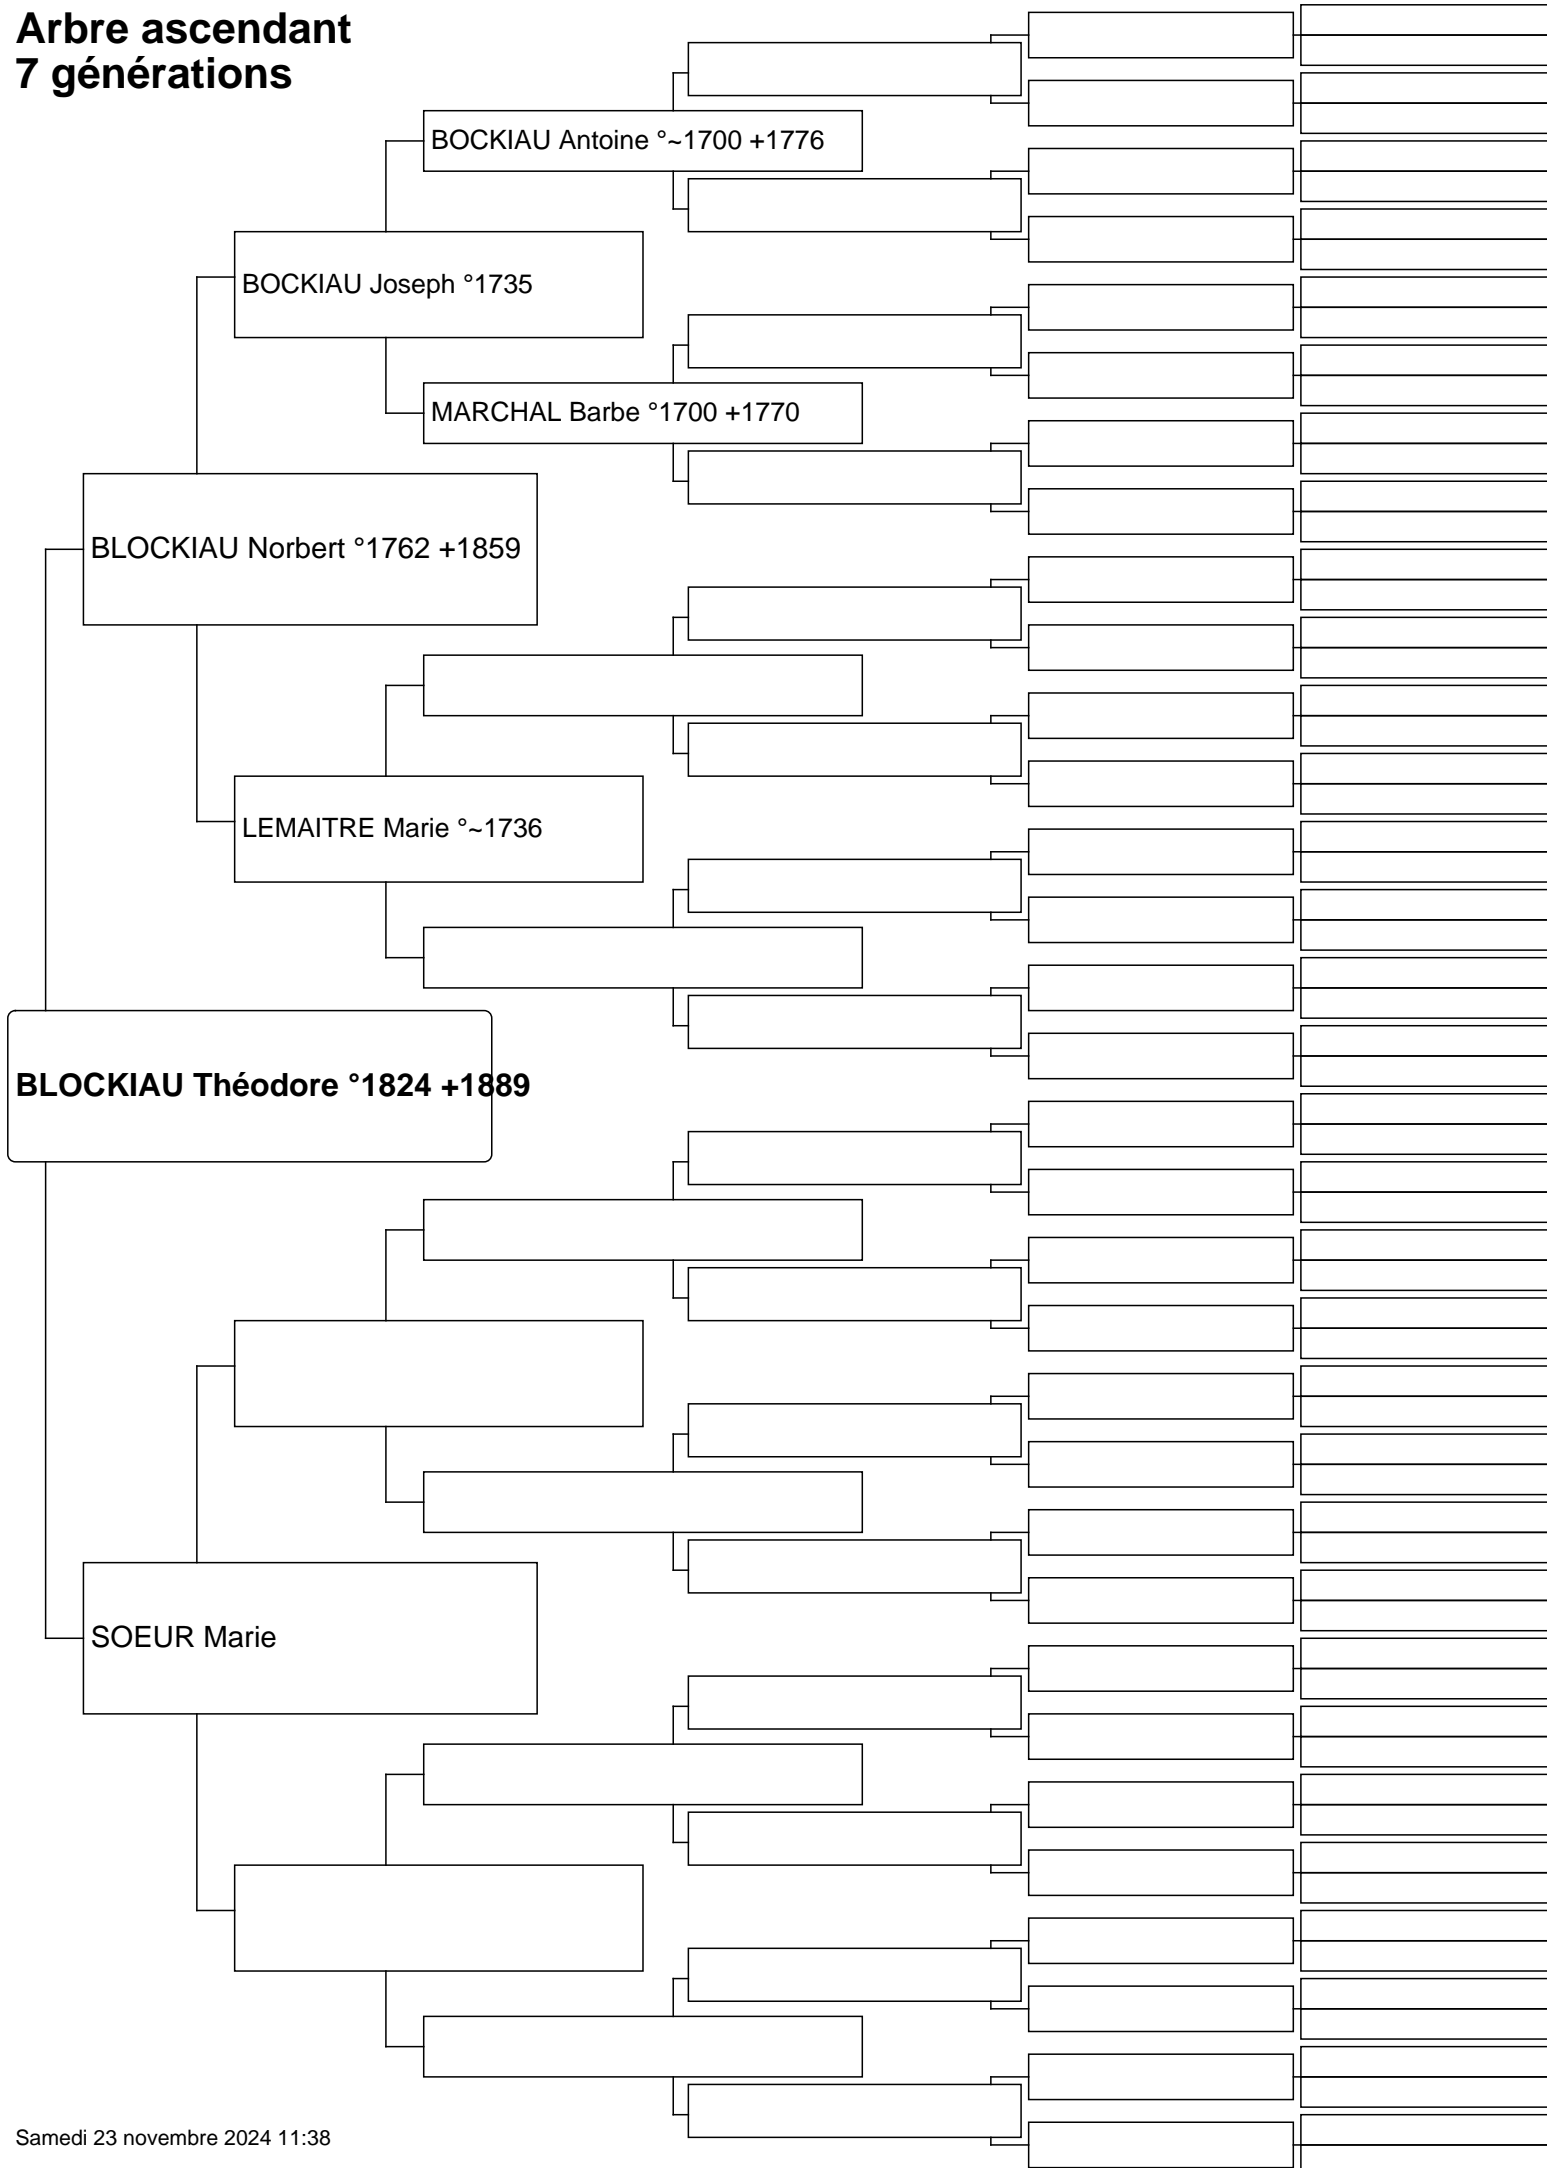 Arbre ascendant
7 générations
BOCKIAU Antoine °~1700 +1776
BOCKIAU Joseph °1735
MARCHAL Barbe °1700 +1770
BLOCKIAU Norbert °1762 +1859
LEMAITRE Marie °~1736
BLOCKIAU Théodore °1824 +1889
SOEUR Marie
Samedi 23 novembre 2024 11:38